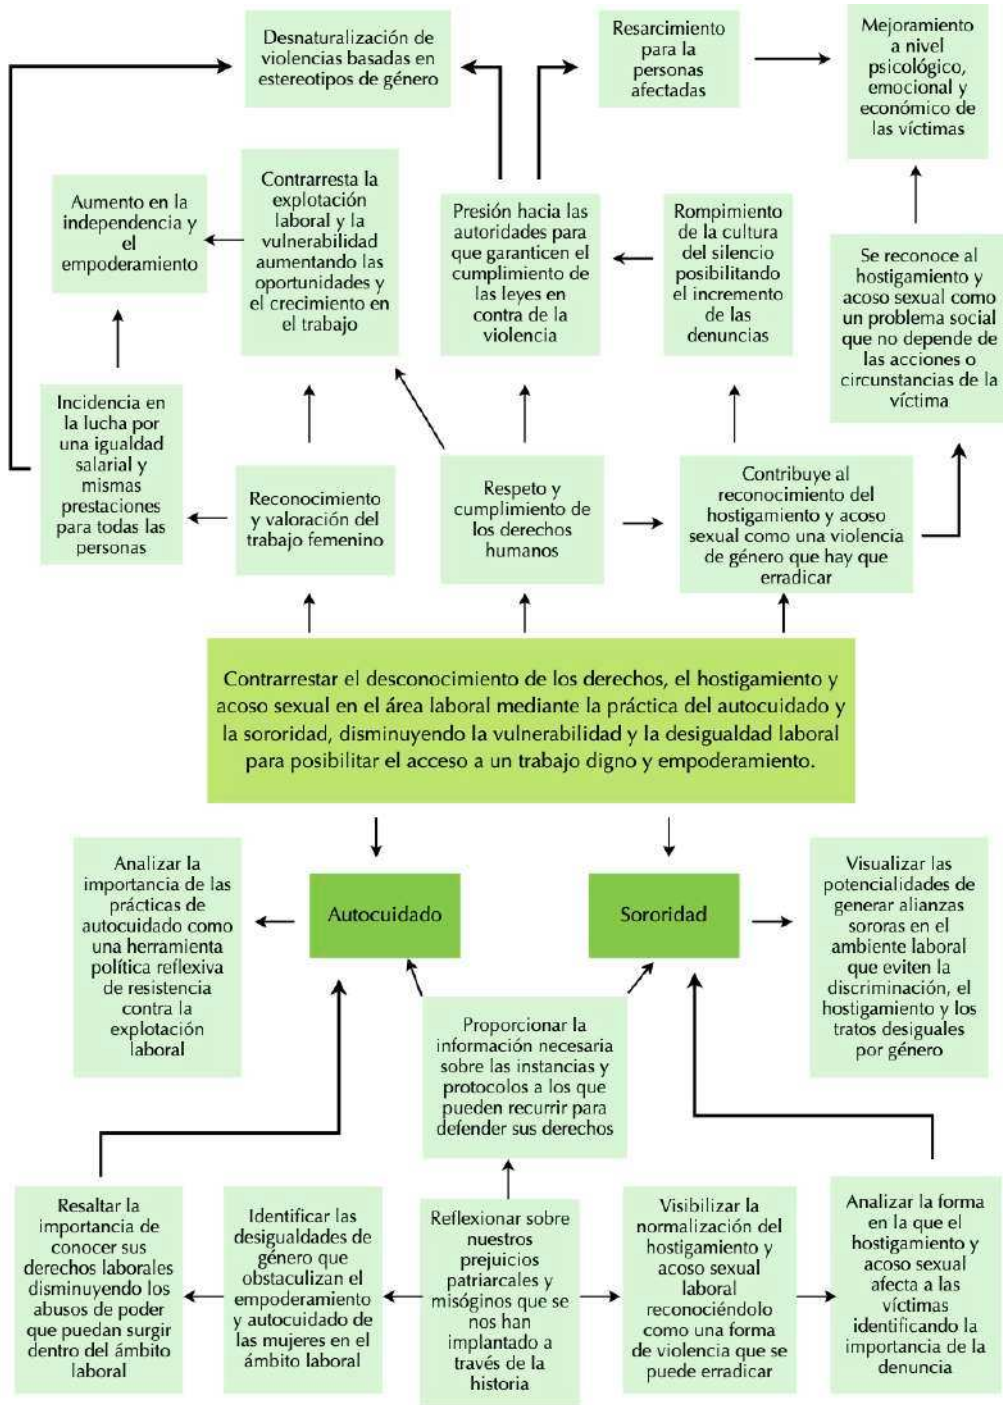 Desnaturalización de
violencias basadas en
estereotipos de género
Resarcimiento
para la
personas
afectadas
Mejoramiento
a nivel
psicológico,
emocional y
económico de
las víctimas
Aumento en la
independencia y
el
empoderamiento
Contrarresta la
explotación
laboral y la
vulnerabilidad
aumentando las
oportunidades y
el crecimiento en
el trabajo
Presión hacia las
autoridades para
que garanticen el
cumplimiento de
las leyes en
contra de la
violencia
Rompimiento
de la cultura
del silencio
posibilitando
el incremento
de las
denuncias
Se reconoce al
hostigamiento y
acoso sexual como
un problema social
que no depende de
las acciones o
circunstancias de la
víctima
Incidencia en
la lucha por
una igualdad
salarial y
mismas
prestaciones
para todas las
personas
Reconocimiento
y valoración del
trabajo femenino
Respeto y
cumplimiento de
los derechos
humanos
Contribuye al
reconocimiento del
hostigamiento y acoso
sexual como una violencia
de género que hay que
erradicar
Contrarrestar el desconocimiento de los derechos, el hostigamiento y
acoso sexual en el área laboral mediante la práctica del autocuidado y
la sororidad, disminuyendo la vulnerabilidad y la desigualdad laboral
para posibilitar el acceso a un trabajo digno y empoderamiento.
Analizar la
importancia de las
prácticas de
autocuidado como
una herramienta
política reflexiva
de resistencia
contra la
explotación
laboral
Autocuidado
Sororidad
Visualizar las
potencialidades de
generar alianzas
sororas en el
ambiente laboral
que eviten la
discriminación, el
hostigamiento y los
tratos desiguales
por género
Proporcionar la
información necesaria
sobre las instancias y
protocolos a los que
pueden recurrir para
defender sus derechos
Resaltar la
importancia de
conocer sus
derechos laborales
disminuyendo los
abusos de poder
que puedan surgir
dentro del ámbito
laboral
Identificar las
desigualdades de
género que
obstaculizan el
empoderamiento
y autocuidado de
las mujeres en el
ámbito laboral
Reflexionar sobre
nuestros
prejuicios
patriarcales y
misóginos que se
nos han
implantado a
través de la
historia
Visibilizar la
normalización del
hostigamiento y
acoso sexual
laboral
reconociéndolo
como una forma
de violencia que se
puede erradicar
Analizar la forma
en la que el
hostigamiento y
acoso sexual
afecta a las
víctimas
identificando la
importancia de la
denuncia